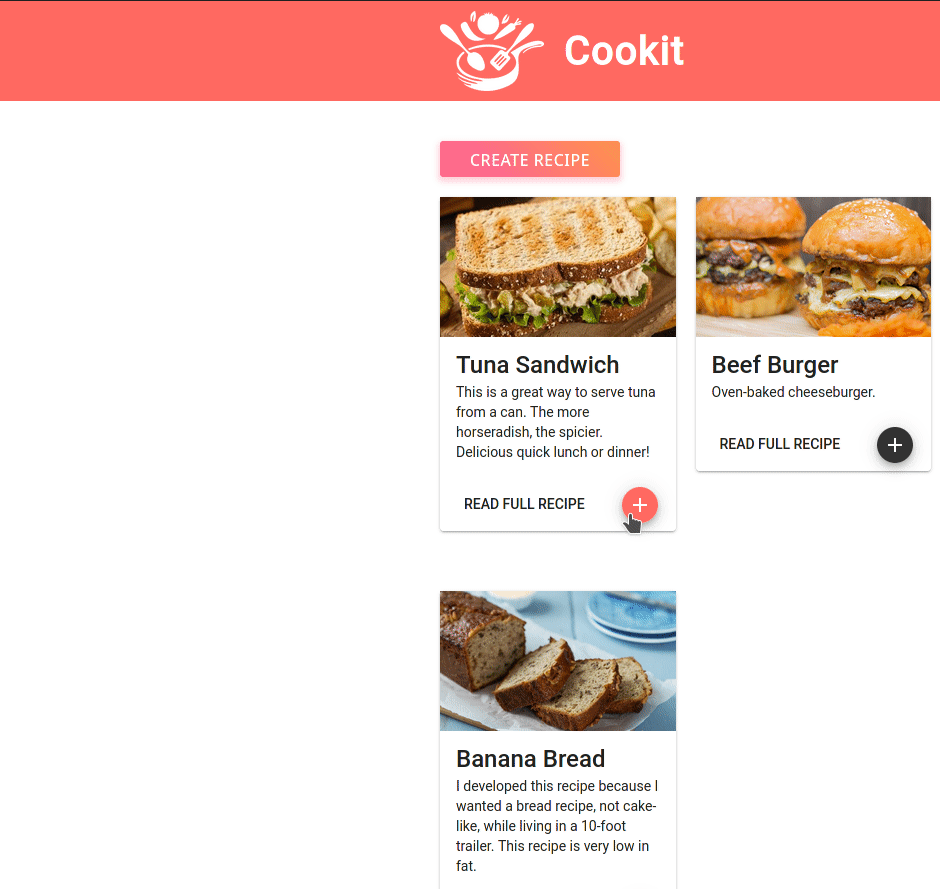 Cookit
CREATE RECIPE
Tuna Sandwich
This is a great way to serve tuna
from a can. The more
horseradish, the spicier.
Delicious quick lunch or dinner!
READ FULL RECIPE
Beef Burger
Oven-baked cheeseburger.
READ FULL RECIPE
Banana Bread
I developed this recipe because I
wanted a bread recipe, not cake-
like, while living in a 10-foot
trailer. This recipe is very low in
fat.